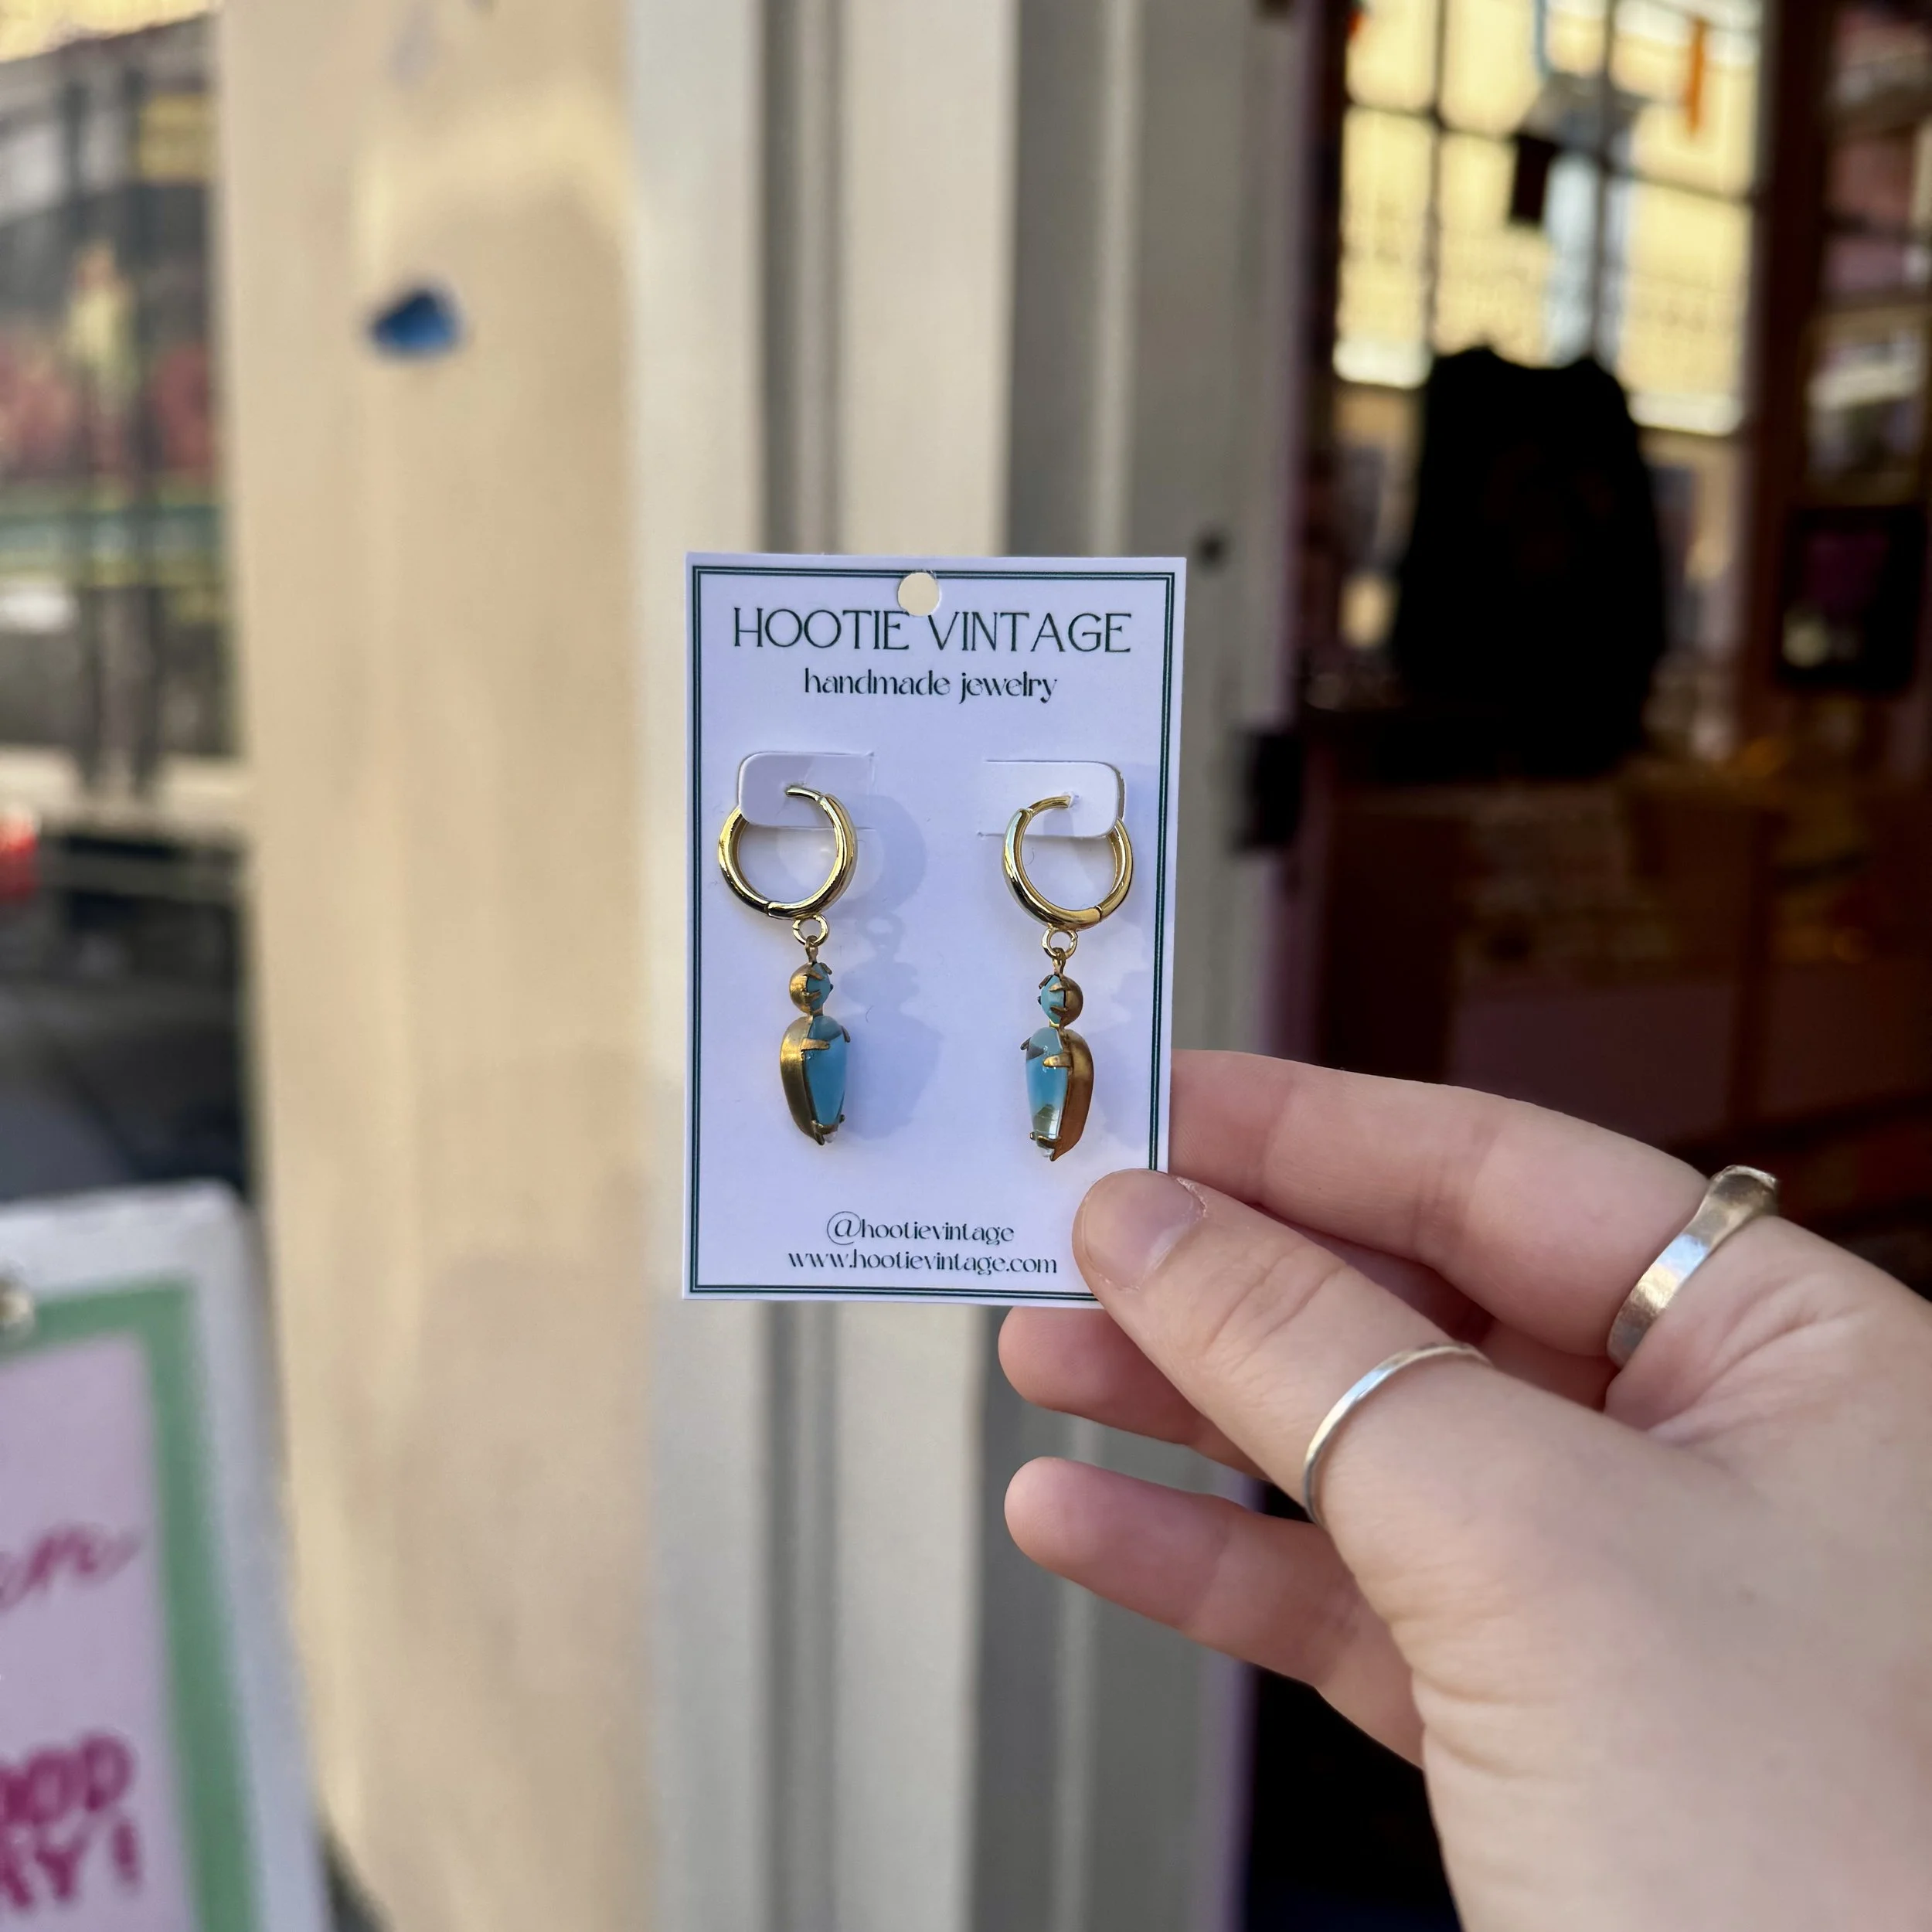 HOOTIE VINTAGE
handmade jewelry
@hootievintage
www.hootievintage.com